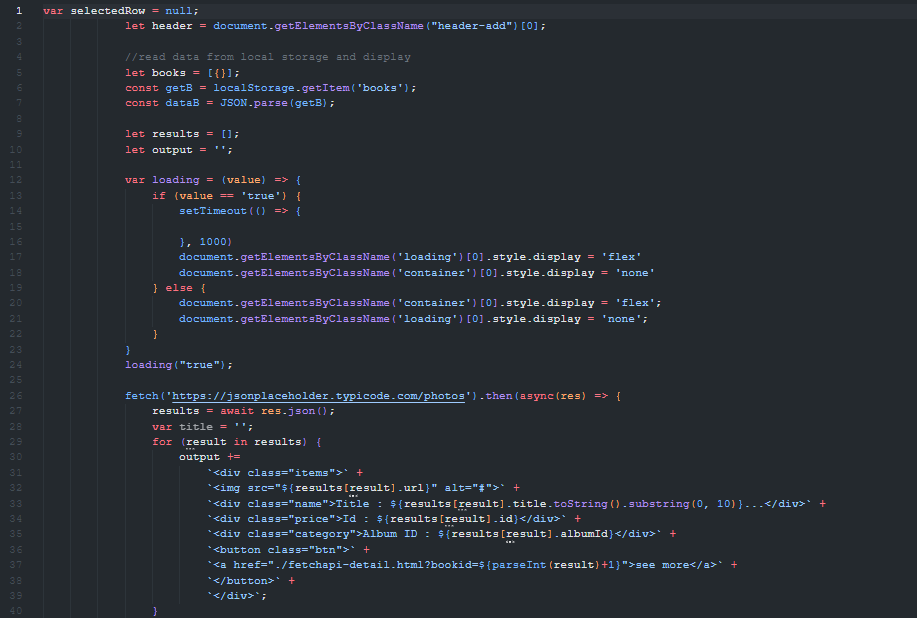 1 var selectedRow = null;
2 let header = document.getElementsByClassName("header-add")[0];
3
4 //read data from local storage and display
5 let books = [{}];
6 const getB = localStorage.getItem('books');
7 const dataB = JSON.parse(getB);
8
9 let results = [];
10 let output = '';
11
12 var loading = (value) => {
13 if (value == 'true') {
14 setTimeout(() => {
15
16 }, 1000)
17 document.getElementsByClassName('loading')[0].style.display = 'flex'
18 document.getElementsByClassName('container')[0].style.display = 'none'
19 } else {
20 document.getElementsByClassName('container')[0].style.display = 'flex';
21 document.getElementsByClassName('loading')[0].style.display = 'none';
22 }
23 }
24 loading("true");
25
26 fetch('https://jsonplaceholder.typicode.com/photos').then(async(res) => {
27 results = await res.json();
28 var title = '';
29 for (result in results) {
30 output +=
31 `<div class="items">` +
32 `<img src="${results[result].url}" alt="#">` +
33 `<div class="name">Title : ${results[result].title.toString().substring(0, 10)}...</div>` +
34 `<div class="price">Id : ${results[result].id}</div>` +
35 `<div class="category">Album ID : ${results[result].albumId}</div>` +
36 `<button class="btn">` +
37 `<a href="./fetchapi-detail.html?bookid=${parseInt(result)+1}">see more</a>` +
38 `</button>` +
39 `</div>`;
40 }